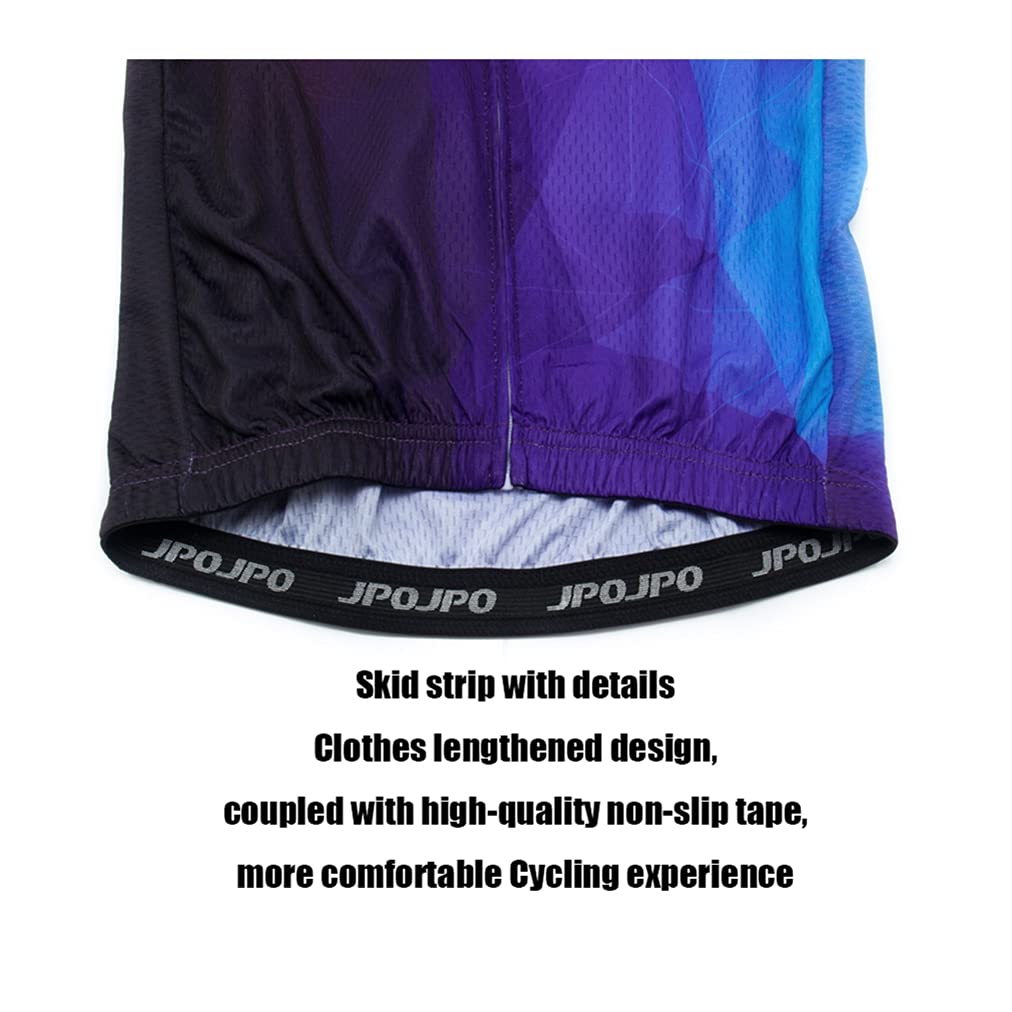 JPOJPO JPOJPO JPOJPO JPOJP
Skid strip with details
Clothes lengthened design,
coupled with high-quality non-slip tape,
more comfortable Cycling experience